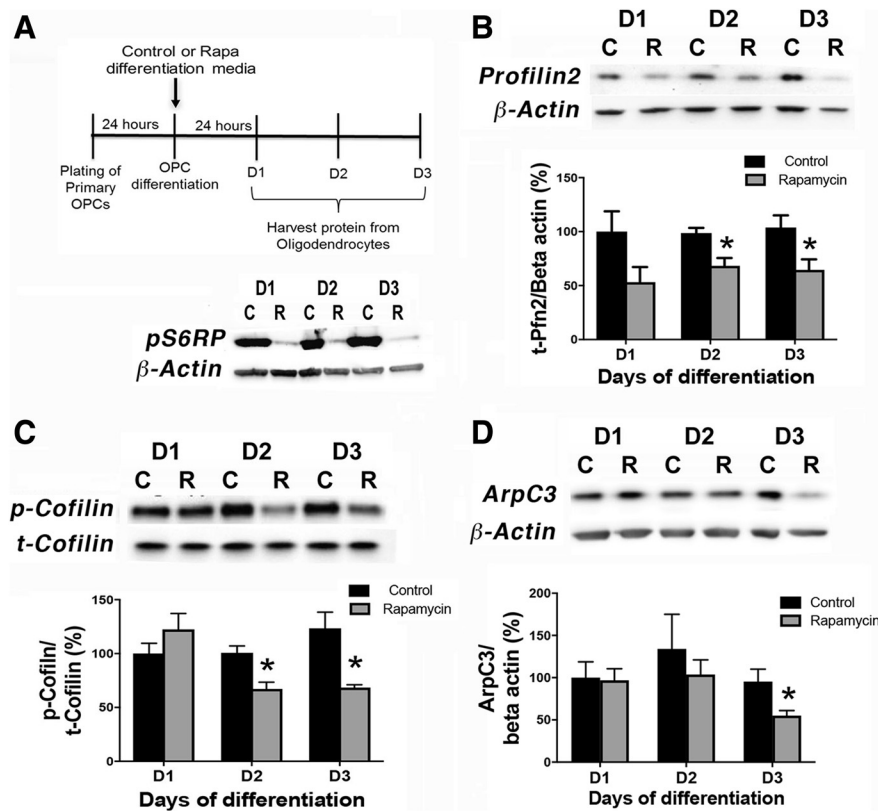 A
Control or Rapa
differentiation media
24 hours
24 hours
Plating of
Primary
OPCs
OPC
differentiation
D1
D2
D3
Harvest protein from
Oligodendrocytes
D1 D2 D3
C R C R C R
pS6RP
β-Actin
B
D1 D2 D3
C R C R C R
Profilin2
β-Actin
Control
Rapamycin
t-Pfn2/Beta actin (%)
150
100
50
0
* *
D1 D2 D3
Days of differentiation
C
D1 D2 D3
C R C R C R
p-Cofilin
t-Cofilin
Control
Rapamycin
p-Cofiln/
t-Cofilin (%)
150
100
50
0
* *
D1 D2 D3
Days of differentiation
D
D1 D2 D3
C R C R C R
ArpC3
β-Actin
Control
Rapamycin
ArpC3/
beta actin (%)
200
150
100
50
0
*
D1 D2 D3
Days of differentiation